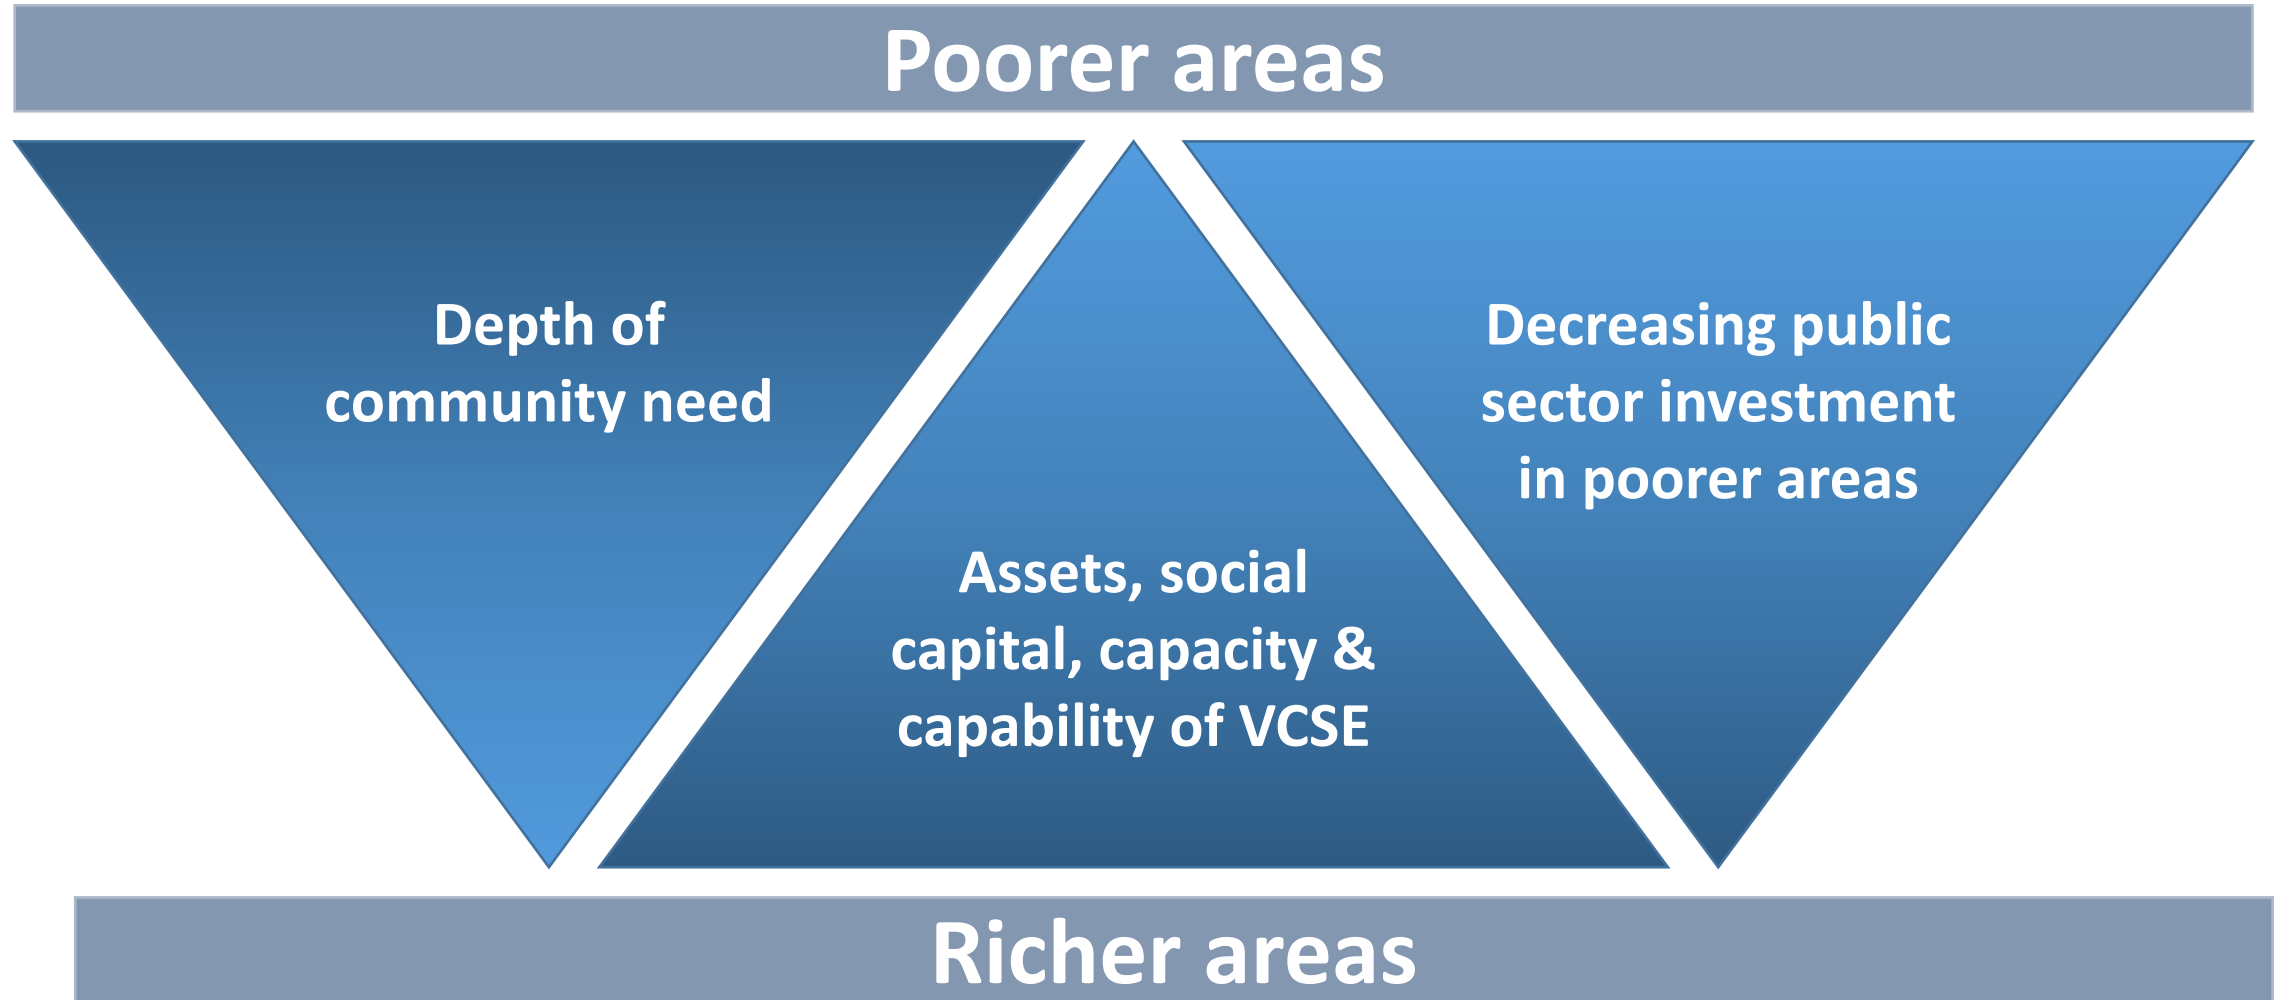 Poorer areas
Depth of
community need
Assets, social
capital, capacity &
capability of VCSE
Decreasing public
sector investment
in poorer areas
Richer areas